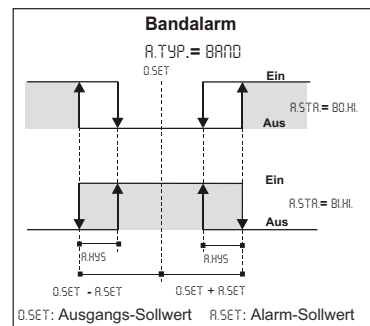 Bandalarm
A.TYP.= BAND
O.SET
Ein
A.STA.= BO.HI.
Aus
Ein
A.STA.= BI.HI.
Aus
A.HYS A.HYS
O.SET - A.SET O.SET + A.SET
O.SET: Ausgangs-Sollwert A.SET: Alarm-Sollwert